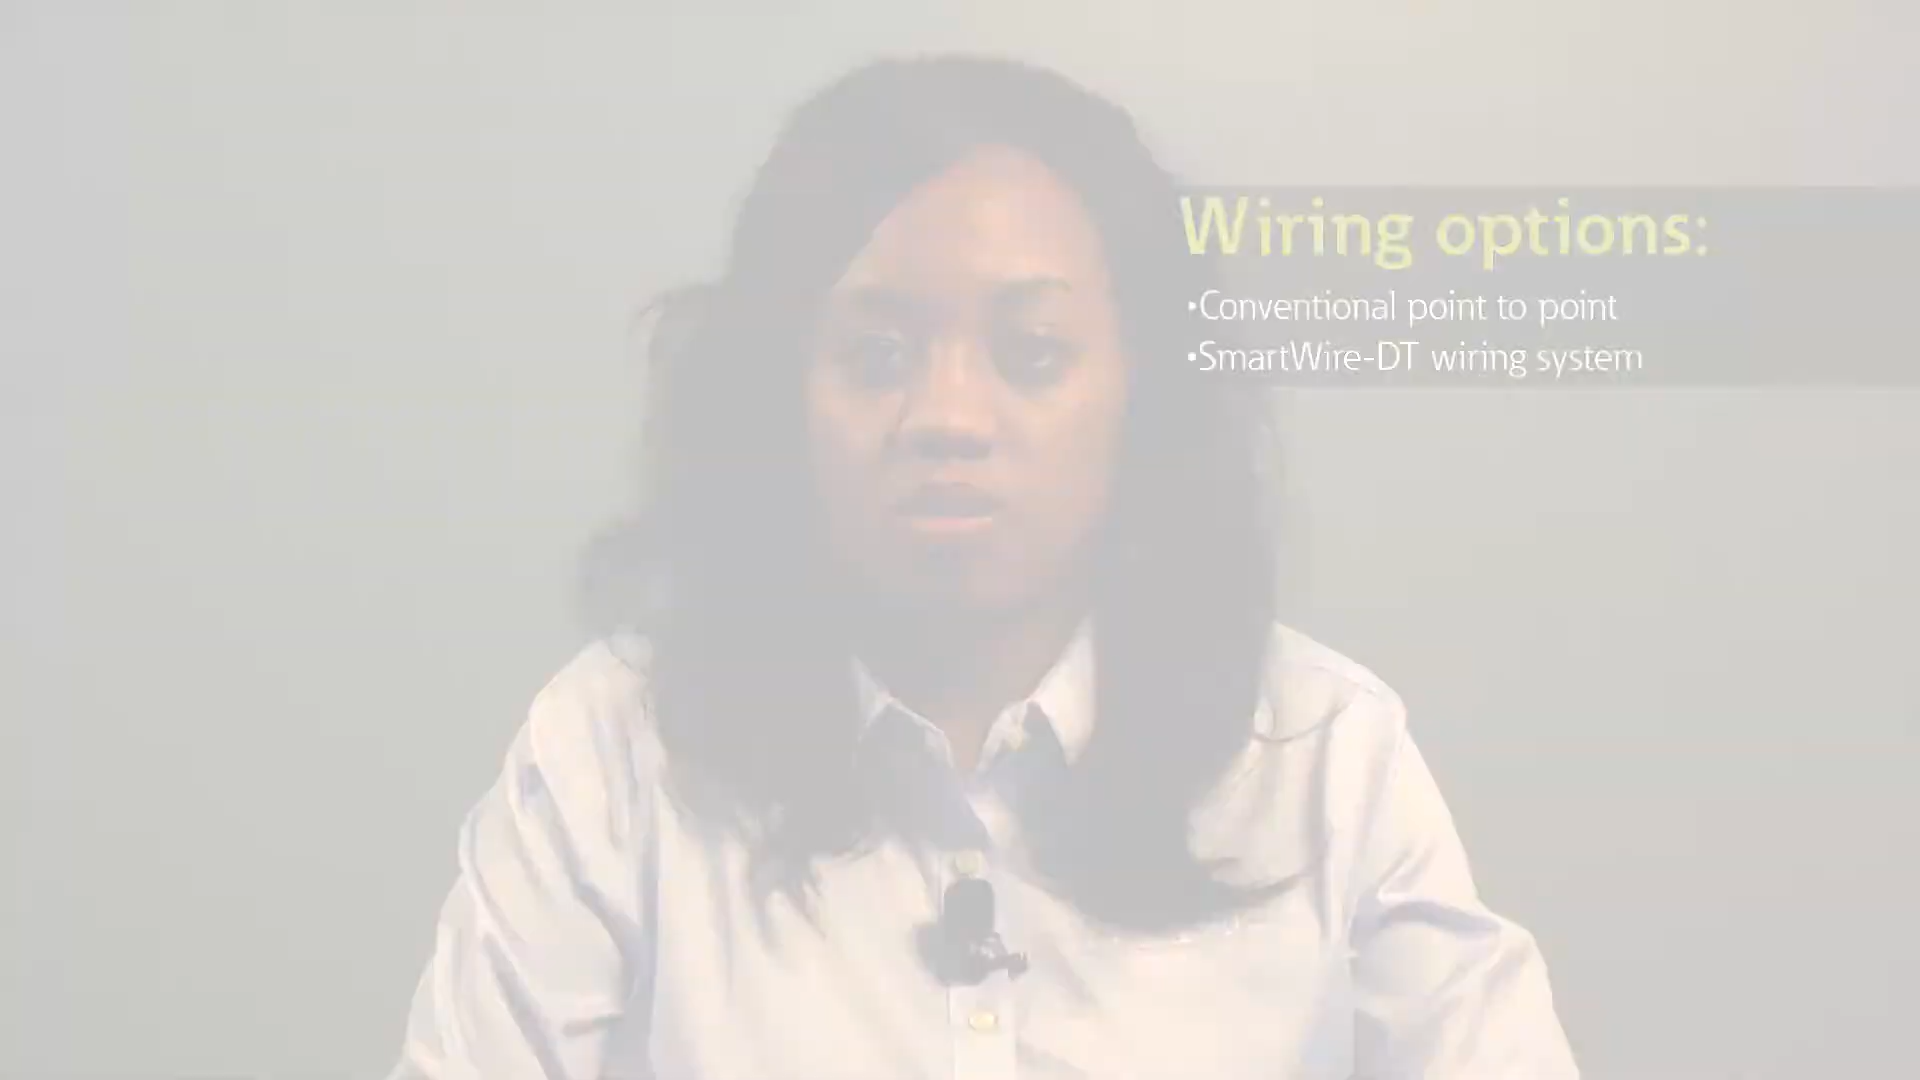 Wiring options:
•Conventional point to point
•SmartWire-DT wiring system